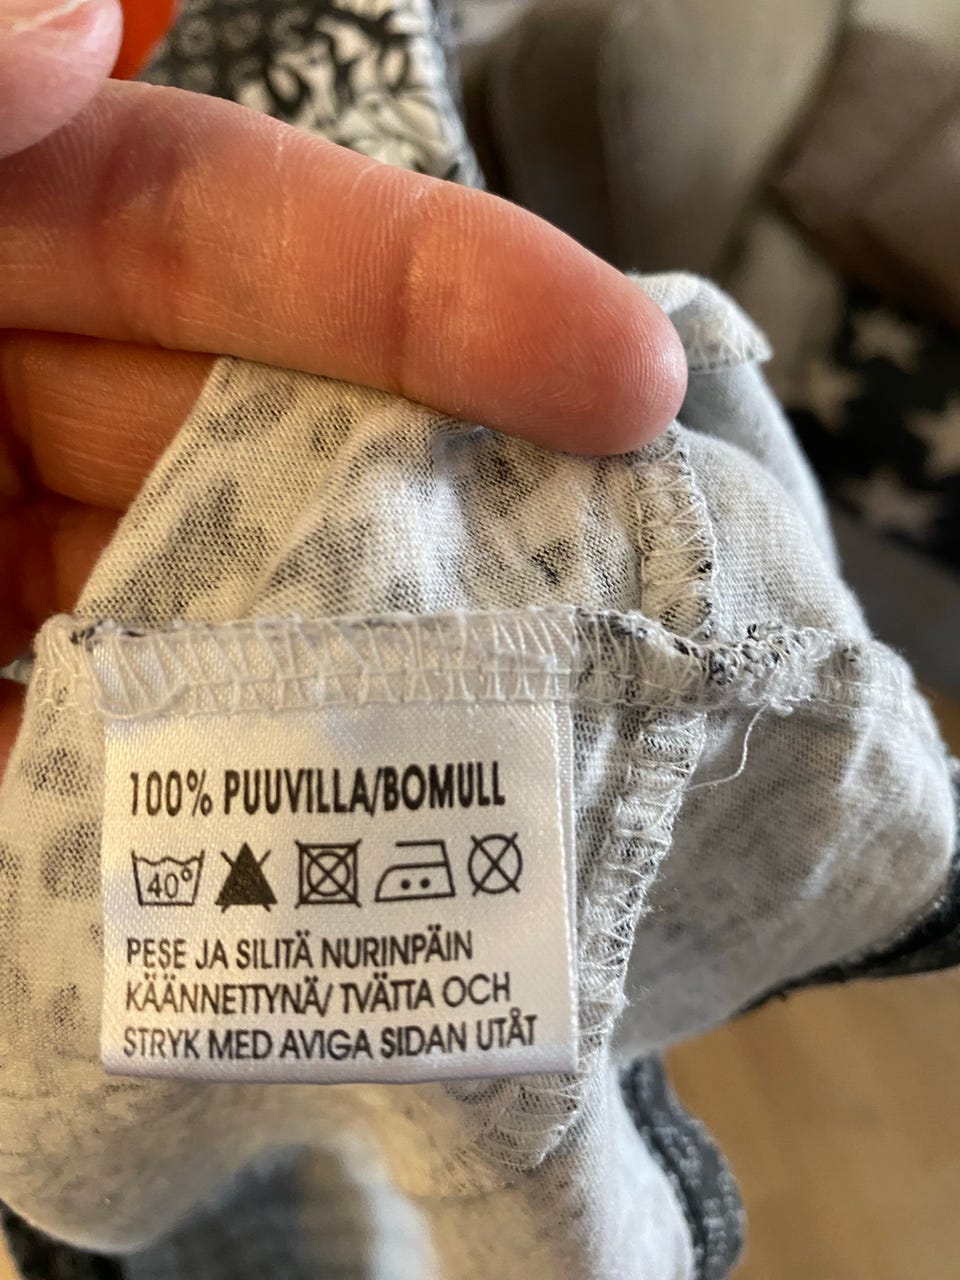 100% PUUVILLA/BOMULL
40°
PESE JA SILITÄ NURINPÄIN
KÄÄNNETTYNÄ/ TVÄTTA OCH
STRYK MED AVIGA SIDAN UTÅT